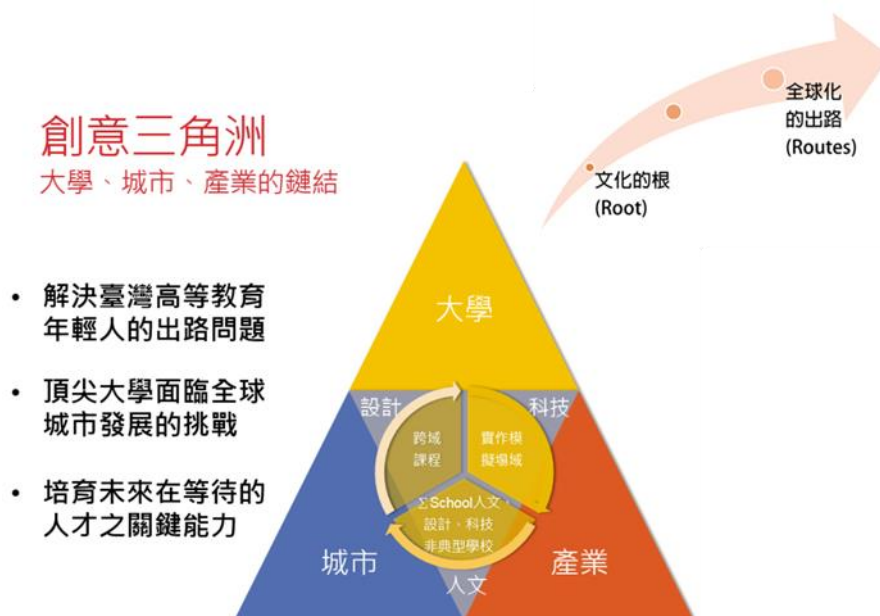 創意三角洲
大學、城市、產業的鏈結
• 解決臺灣高等教育
年輕人的出路問題
• 頂尖大學面臨全球
城市發展的挑戰
• 培育未來在等待的
人才之關鍵能力
全球化
的出路
(Routes)
文化的根
(Root)
大學
設計
科技
跨域
課程
實作模
擬場域
ΣSchool人文、
設計、科技
非典型學校
城市
產業
人文